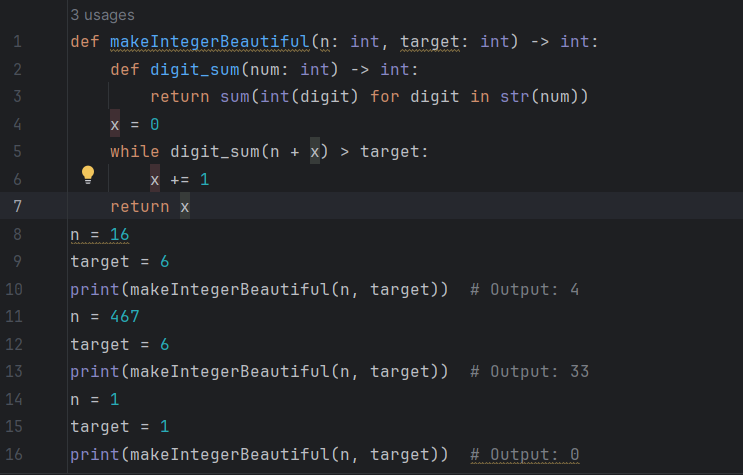 3 usages
1 def makeIntegerBeautiful(n: int, target: int) -> int:
2     def digit_sum(num: int) -> int:
3         return sum(int(digit) for digit in str(num))
4     x = 0
5     while digit_sum(n + x) > target:
6         x += 1
7     return x
8 n = 16
9 target = 6
10 print(makeIntegerBeautiful(n, target))  # Output: 4
11 n = 467
12 target = 6
13 print(makeIntegerBeautiful(n, target))  # Output: 33
14 n = 1
15 target = 1
16 print(makeIntegerBeautiful(n, target))  # Output: 0